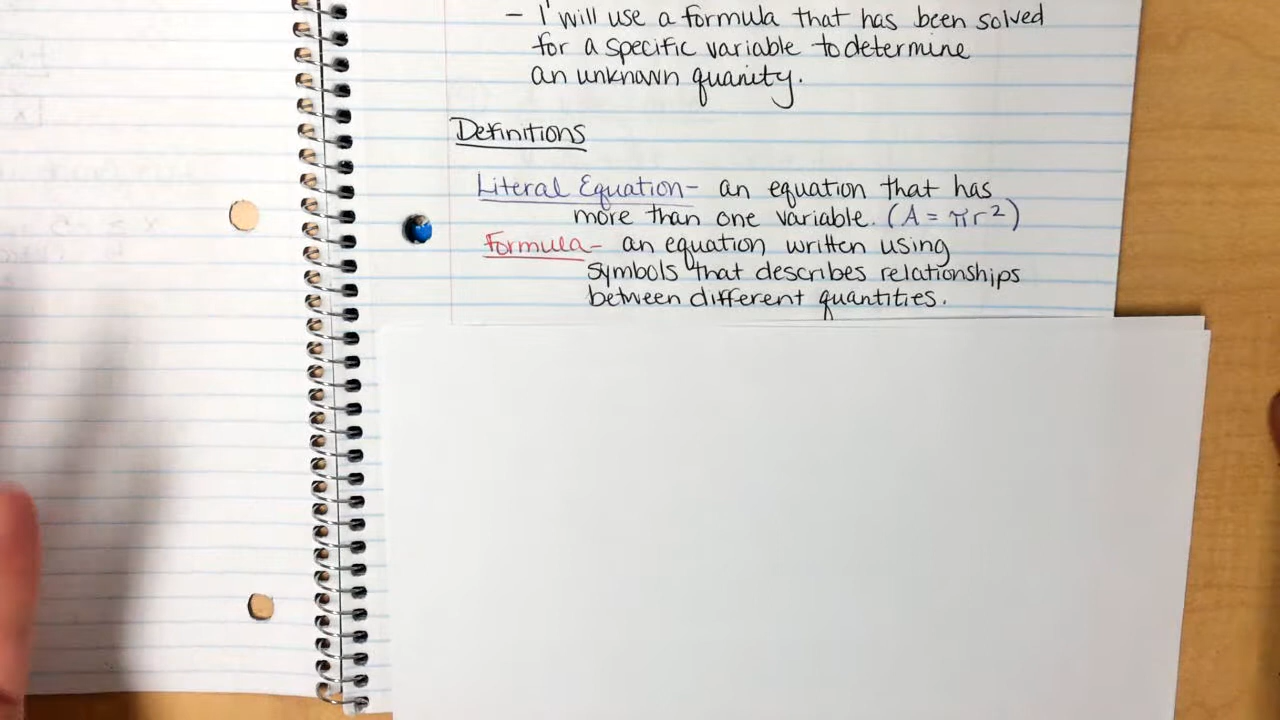 - I will use a formula that has been solved
for a specific variable to determine
an unknown quanity.
Definitions
Literal Equation - an equation that has
more than one variable. (A = πr²)
Formula - an equation written using
symbols that describes relationships
between different quantities.